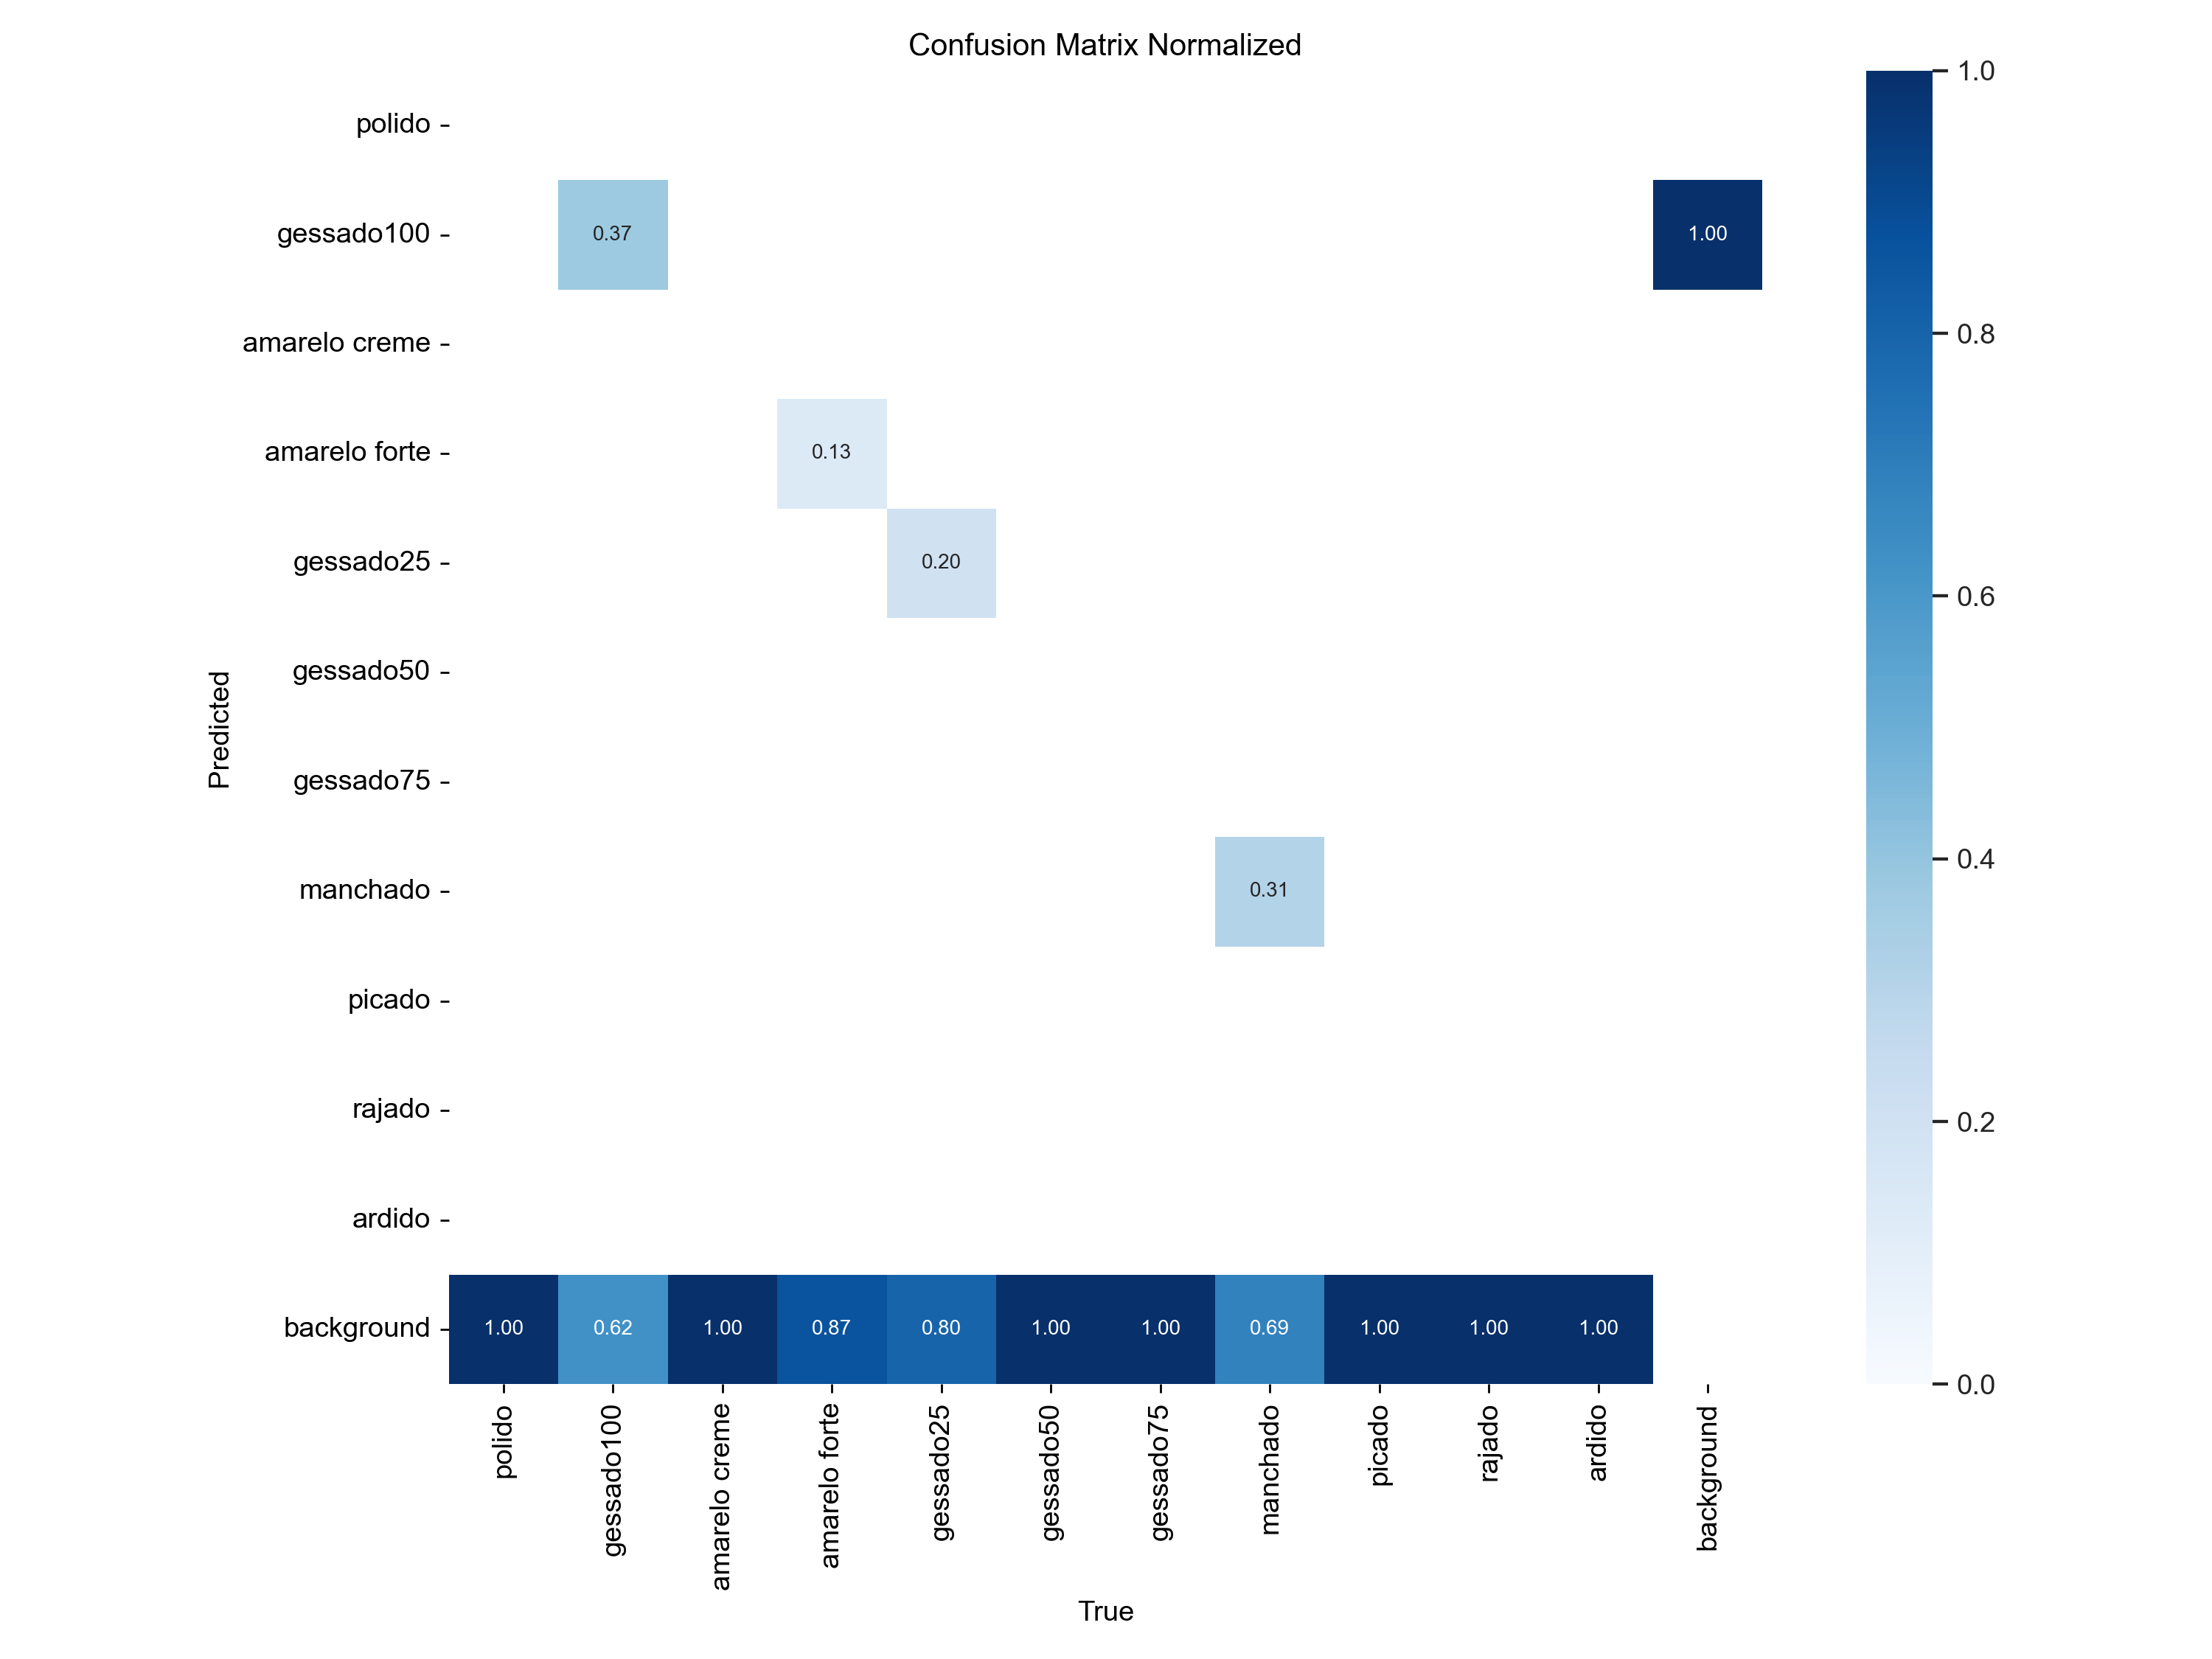 Confusion Matrix Normalized
polido
gessado100
amarelo creme
amarelo forte
gessado25
gessado50
gessado75
manchado
picado
rajado
ardido
background
Predicted
0.37
1.00
0.13
0.20
0.31
1.00 0.62 1.00 0.87 0.80 1.00 1.00 0.69 1.00 1.00 1.00
polido
gessado100
amarelo creme
amarelo forte
gessado25
gessado50
gessado75
manchado
picado
rajado
ardido
background
True
1.0
0.8
0.6
0.4
0.2
0.0